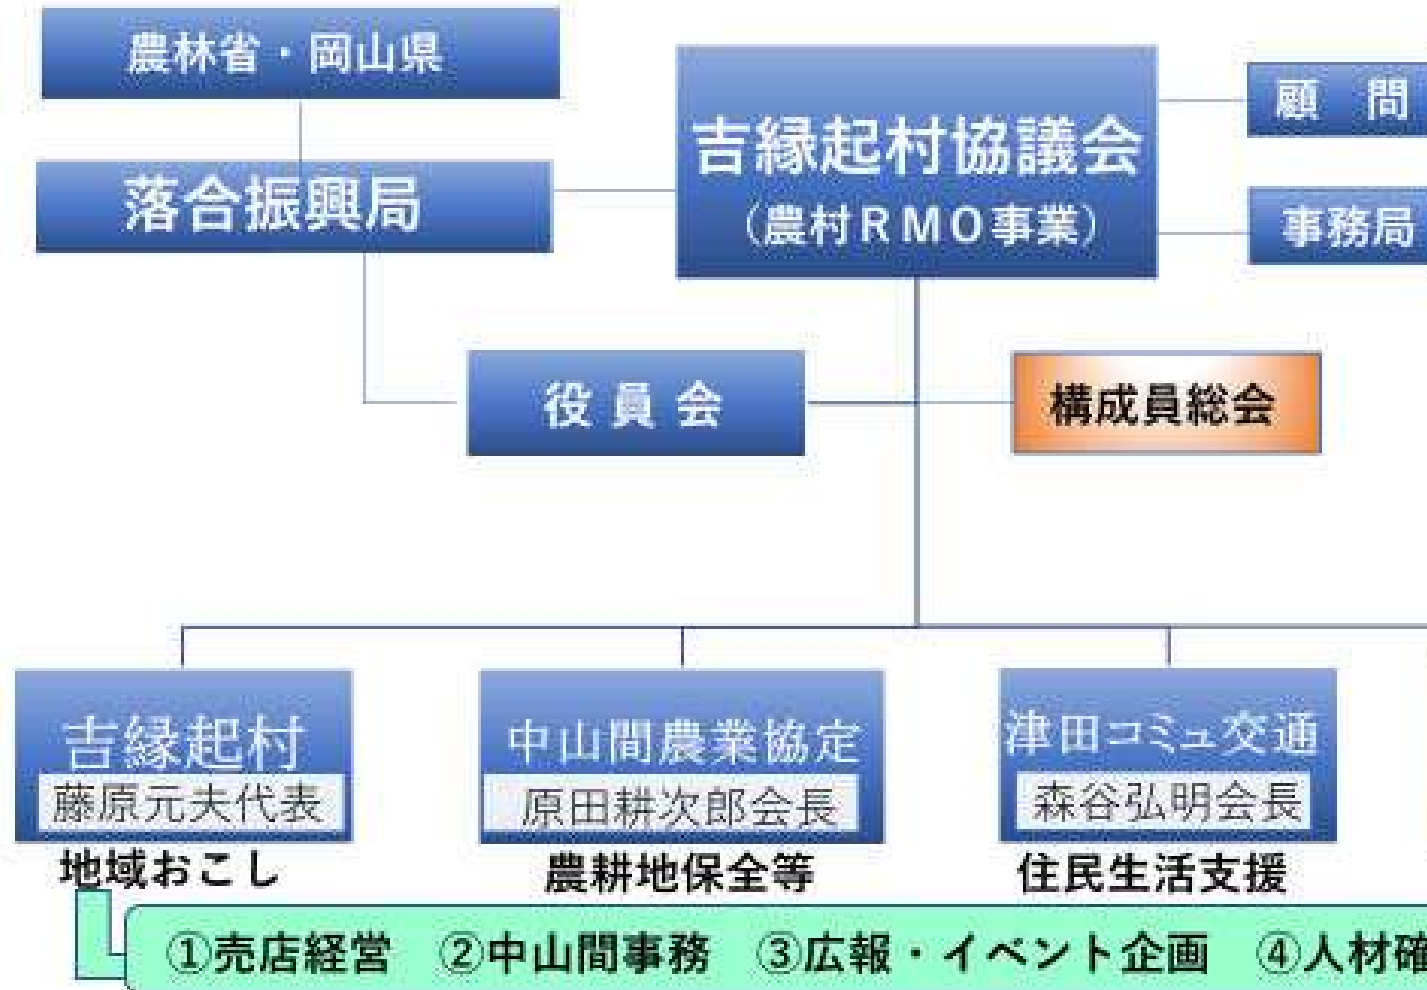 農林省・岡山県
落合振興局
吉縁起村協議会
（農村ＲＭＯ事業）
顧　問
事務局
役 員 会
構成員総会
吉縁起村
藤原元夫代表
地域おこし
中山間農業協定
原田耕次郎会長
農耕地保全等
津田コミュ交通
森谷弘明会長
住民生活支援
①売店経営　②中山間事務　③広報・イベント企画　④人材確